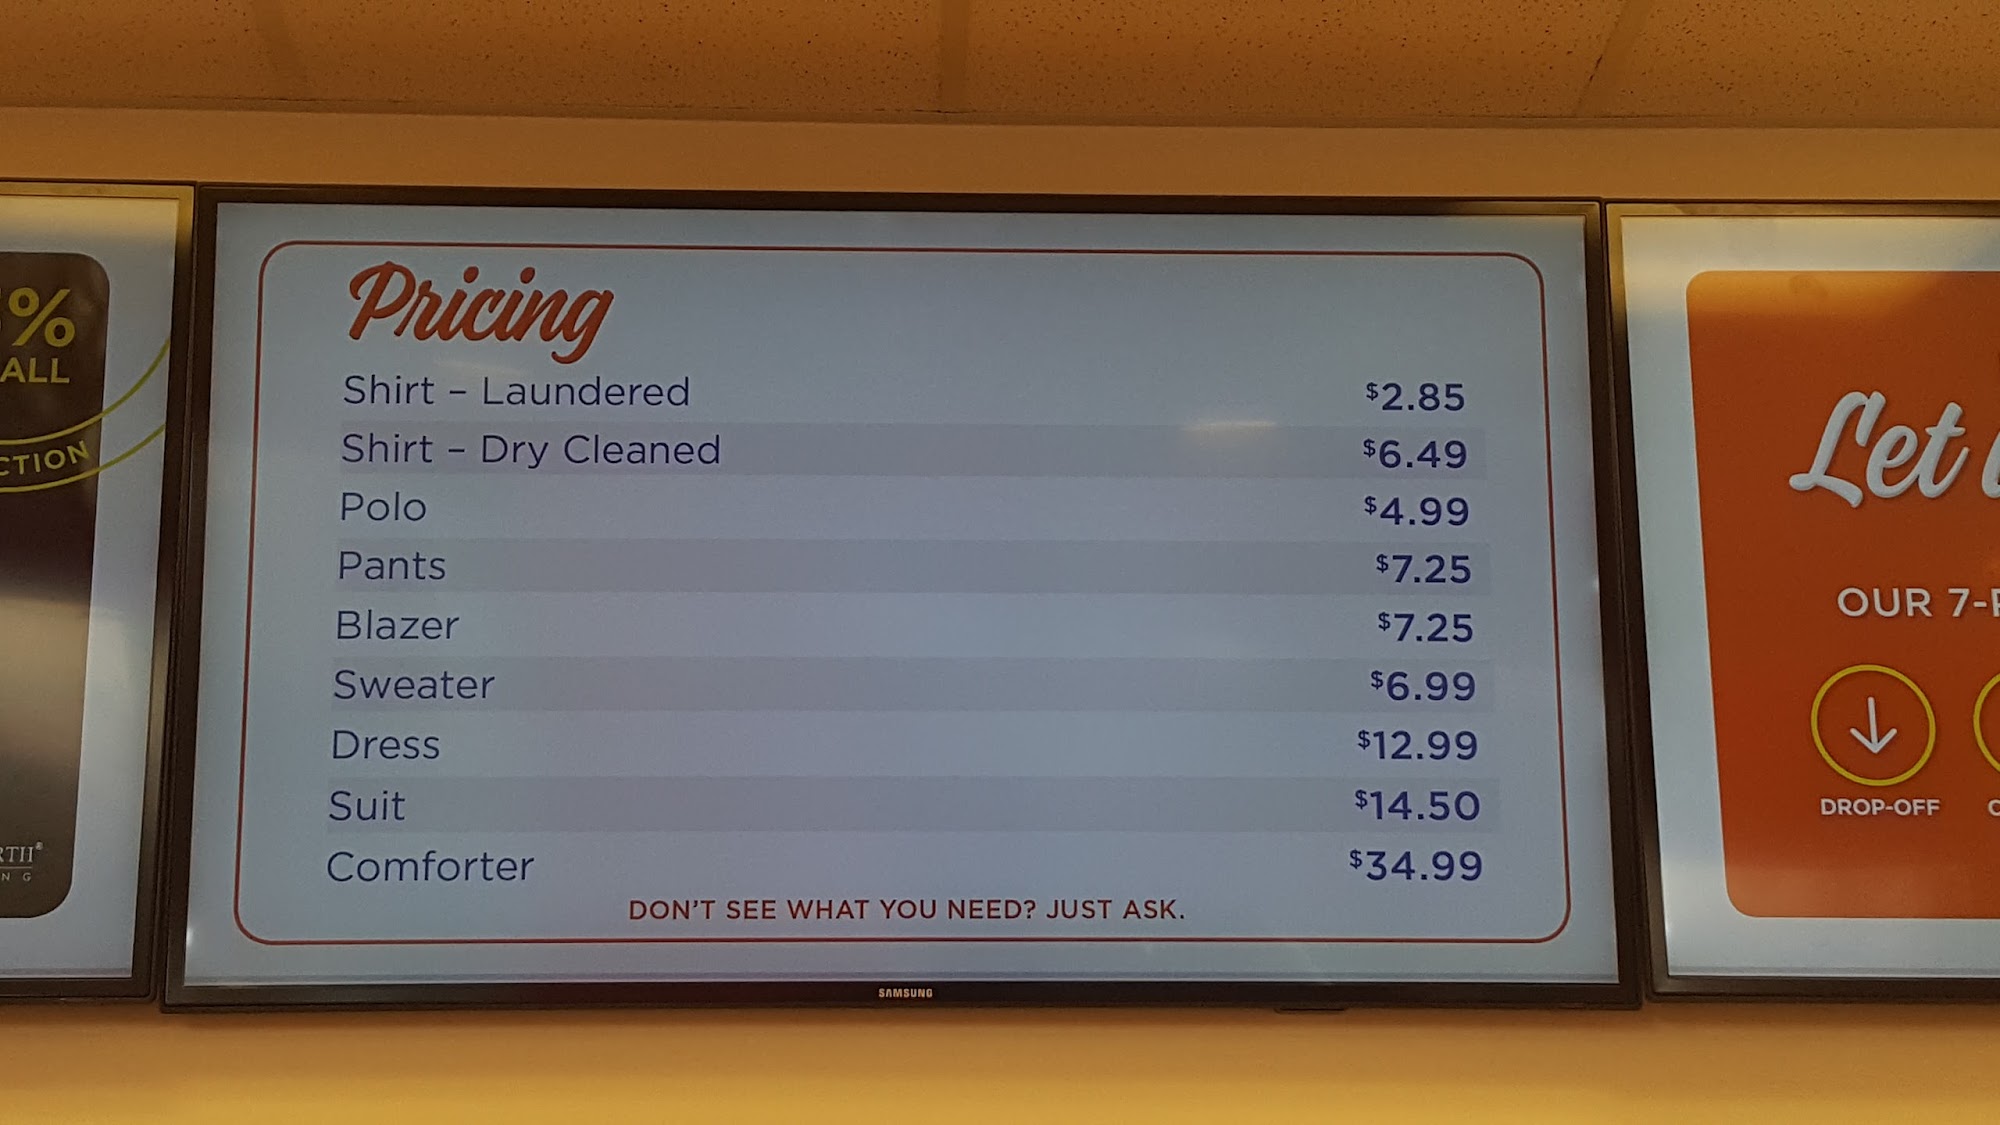 %
ALL
CTION
RTH®
N G
Pricing
Shirt – Laundered $2.85
Shirt – Dry Cleaned $6.49
Polo $4.99
Pants $7.25
Blazer $7.25
Sweater $6.99
Dress $12.99
Suit $14.50
Comforter $34.99
DON'T SEE WHAT YOU NEED? JUST ASK.
SAMSUNG
Let
OUR 7-
DROP-OFF